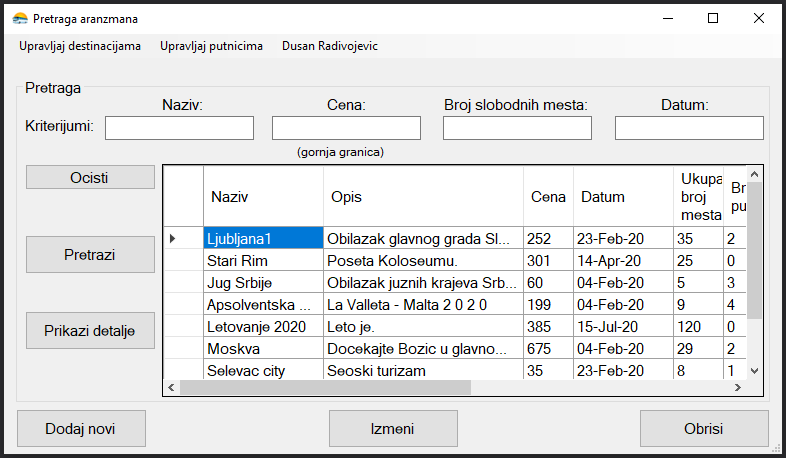 Pretraga aranzmana
Upravljaj destinacijama Upravljaj putnicima Dusan Radivojevic
Pretraga
Naziv: Cena: Broj slobodnih mesta: Datum:
Kriterijumi:
(gornja granica)
Ocisti
Pretrazi
Prikazi detalje
Naziv Opis Cena Datum Ukupa broj mesta Br pu
Ljubljana1 Obilazak glavnog grada Sl... 252 23-Feb-20 35 2
Stari Rim Poseta Koloseumu. 301 14-Apr-20 25 0
Jug Srbije Obilazak juznih krajeva Srb... 60 04-Feb-20 5 3
Apsolventska ... La Valleta - Malta 2 0 2 0 199 04-Feb-20 9 4
Letovanje 2020 Leto je. 385 15-Jul-20 120 0
Moskva Docekajte Bozic u glavno... 675 04-Feb-20 29 2
Selevac city Seoski turizam 35 23-Feb-20 8 1
Dodaj novi Izmeni Obrisi